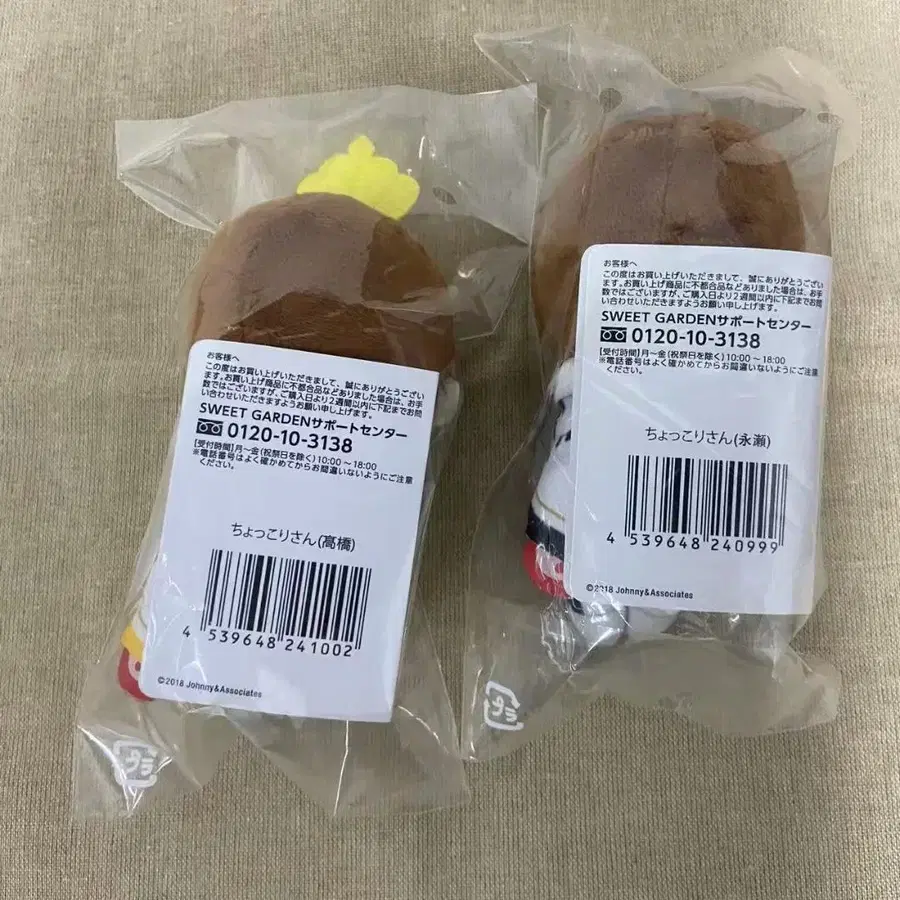 お客様へ
この度はお買い上げいただきまして、誠にありがとうござい
ます。お買い上げ商品に不都合品などありました場合は、お手
数ではございますが、ご購入日より2週間以内に下記までお問
い合わせいただきますようお願い申し上げます。
SWEET GARDENサポートセンター
0120-10-3138
【受付時間】月~金(祝祭日を除く)10:00~18:00
※電話番号はよく確かめてからお間違いないようにご注意
ください。
ちょっこりさん(髙橋)
4 539648 241002
©2018 Johnny&Associates
プラ
お客様へ
この度はお買い上げいただきまして、誠にありがとうござい
ます。お買い上げ商品に不都合品などありました場合は、お手
数ではございますが、ご購入日より2週間以内に下記までお問
い合わせいただきますようお願い申し上げます。
SWEET GARDENサポートセンター
0120-10-3138
【受付時間】月~金(祝祭日を除く)10:00~18:00
※電話番号はよく確かめてからお間違いないようにご注意
ください。
ちょっこりさん(永瀬)
4 539648 240999
©2018 Johnny&Associates
プラ